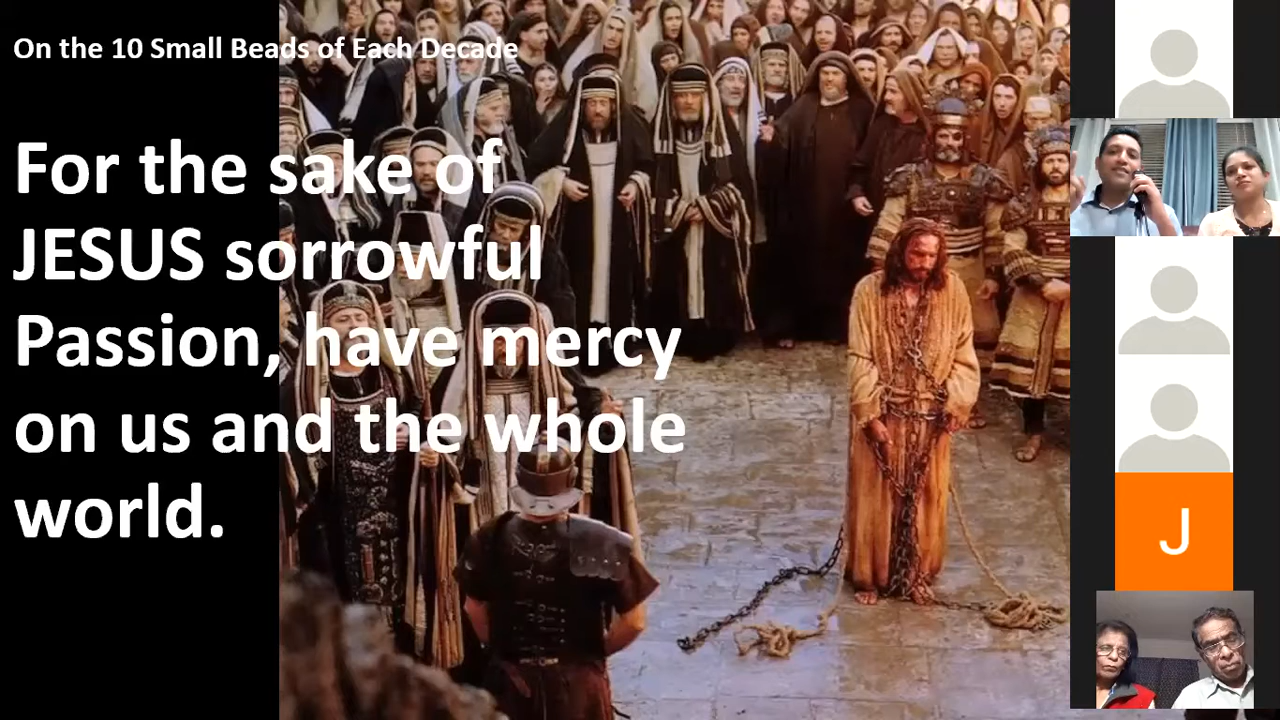 On the 10 Small Beads of Each Decade
For the sake of
JESUS sorrowful
Passion, have mercy
on us and the whole
world.
J